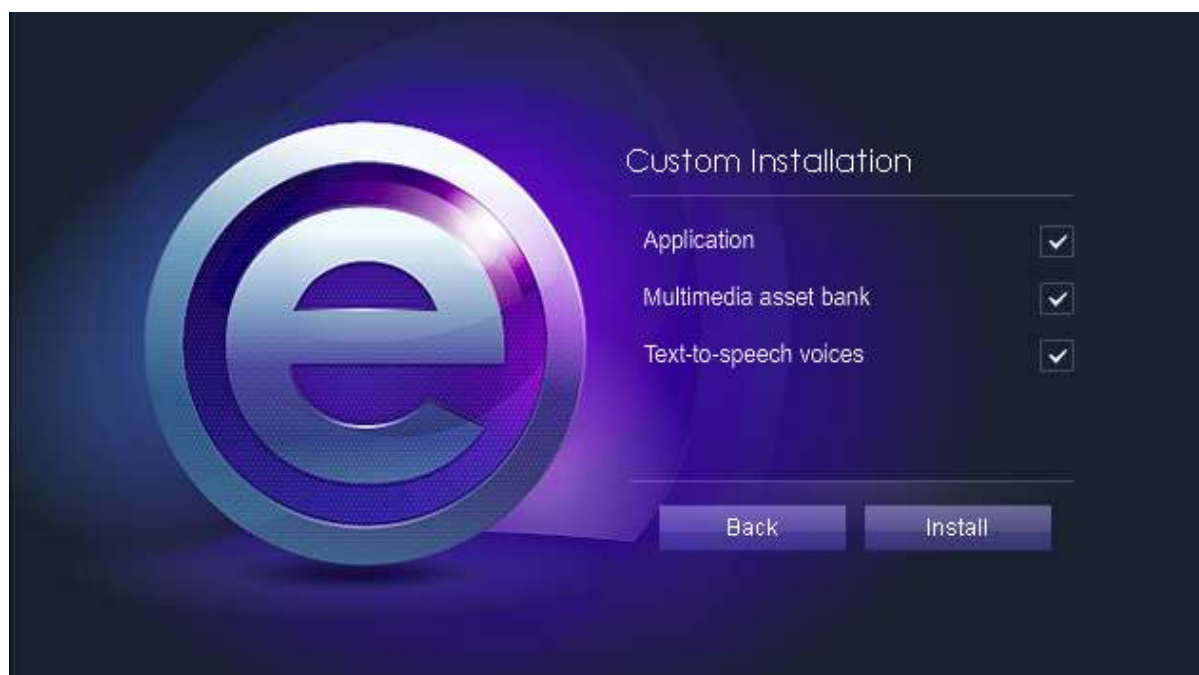 Custom Installation
Application
Multimedia asset bank
Text-to-speech voices
Back
Install